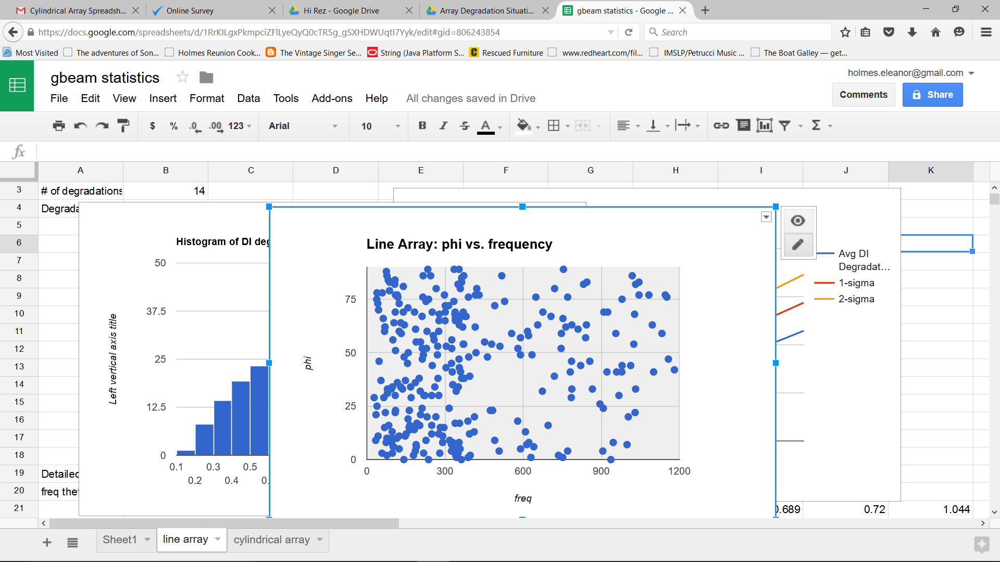 Cylindrical Array Spreadsh...
Online Survey
Hi Rez - Google Drive
Array Degradation Situati...
gbeam statistics - Google ...
https://docs.google.com/spreadsheets/d/1RrKILgxPkmpciZFlLyeQyQ0cTR5g_gSXHDWUqtI7Yyk/edit#gid=806243854
Search
Most Visited
The adventures of Son...
Holmes Reunion Cook...
The Vintage Singer Se...
String (Java Platform S...
Rescued Furniture
www.redheart.com/fil...
IMSLP/Petrucci Music ...
The Boat Galley — get...
gbeam statistics
holmes.eleanor@gmail.com
File Edit View Insert Format Data Tools Add-ons Help All changes saved in Drive
Comments
Share
$ % .0 .00 123 Arial 10 B I S A Σ
fx
A B C D E F G H I J K
3 # of degradations 14
4 Degrada
5
6
7
8
9
10
11
12
13
14
15
16
17
18
19 Detailed
20 freq thet
21 0.689 0.72 1.044
Histogram of DI deg
Left vertical axis title
50
37.5
25
12.5
0
0.1 0.3 0.5
0.2 0.4 0.
Line Array: phi vs. frequency
phi
75
50
25
0
0 300 600 900 1200
freq
Avg DI
Degradat...
1-sigma
2-sigma
Sheet1
line array
cylindrical array